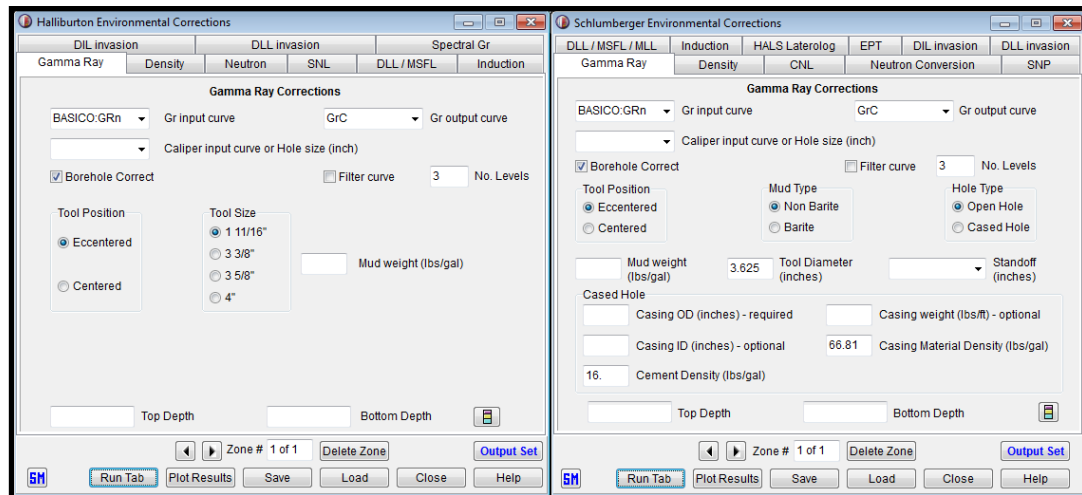 Halliburton Environmental Corrections
DIL invasion DLL invasion Spectral Gr
Gamma Ray Density Neutron SNL DLL / MSFL Induction
Gamma Ray Corrections
BASICO:GRn Gr input curve GrC Gr output curve
Caliper input curve or Hole size (inch)
Borehole Correct Filter curve 3 No. Levels
Tool Position Tool Size
1 11/16"
Eccentered
3 3/8"
Mud weight (lbs/gal)
3 5/8"
Centered
4"
Top Depth Bottom Depth
Zone # 1 of 1 Delete Zone Output Set
SM Run Tab Plot Results Save Load Close Help
Schlumberger Environmental Corrections
DLL / MSFL / MLL Induction HALS Laterolog EPT DIL invasion DLL invasion
Gamma Ray Density CNL Neutron Conversion SNP
Gamma Ray Corrections
BASICO:GRn Gr input curve GrC Gr output curve
Caliper input curve or Hole size (inch)
Borehole Correct Filter curve 3 No. Levels
Tool Position Mud Type Hole Type
Eccentered Non Barite Open Hole
Centered Barite Cased Hole
Mud weight 3.625 Tool Diameter Standoff
(lbs/gal) (inches) (inches)
Cased Hole
Casing OD (inches) - required Casing weight (lbs/ft) - optional
Casing ID (inches) - optional 66.81 Casing Material Density (lbs/gal)
16. Cement Density (lbs/gal)
Top Depth Bottom Depth
Zone # 1 of 1 Delete Zone Output Set
SM Run Tab Plot Results Save Load Close Help